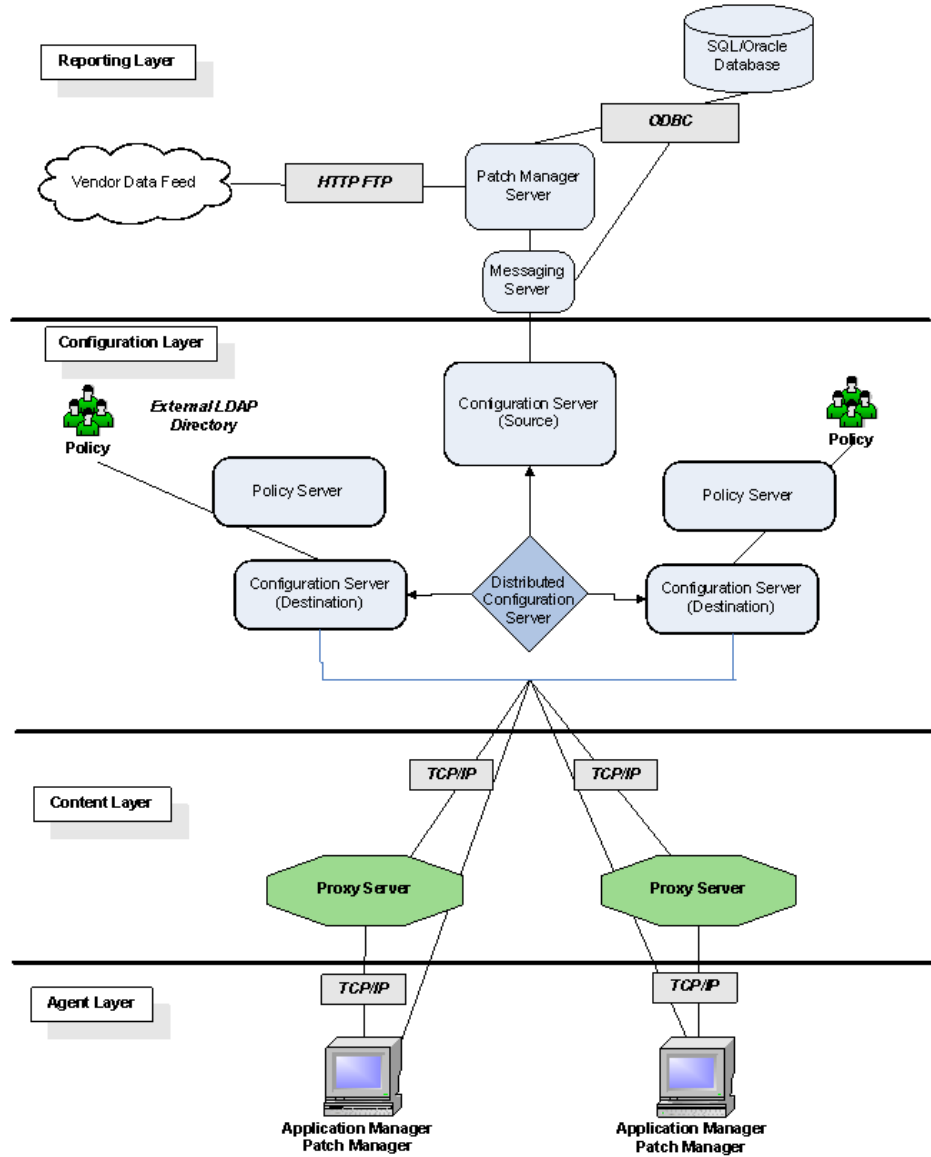 SQL/Oracle
Database
Reporting Layer
ODBC
Vendor Data Feed
HTTP FTP
Patch Manager
Server
Messaging
Server
Configuration Layer
External LDAP
Directory
Policy
Configuration Server
(Source)
Policy
Policy Server
Policy Server
Configuration Server
(Destination)
Distributed
Configuration
Server
Configuration Server
(Destination)
TCP/IP
TCP/IP
Content Layer
Proxy Server
Proxy Server
Agent Layer
TCP/IP
TCP/IP
Application Manager
Patch Manager
Application Manager
Patch Manager